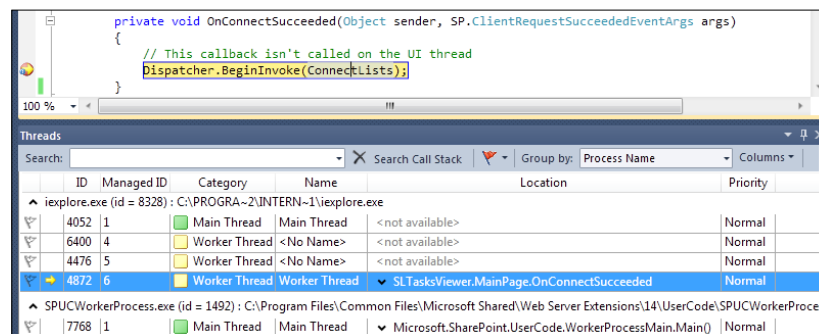 private void OnConnectSucceeded(Object sender, SP.ClientRequestSucceededEventArgs args)
{
// This callback isn't called on the UI thread
Dispatcher.BeginInvoke(ConnectLists);
}
100 %
Threads
Search: Search Call Stack Group by: Process Name Columns
ID Managed ID Category Name Location Priority
iexplore.exe (id = 8328) : C:\PROGRA~2\INTERN~1\iexplore.exe
4052 1 Main Thread Main Thread <not available> Normal
6400 4 Worker Thread <No Name> <not available> Normal
4476 5 Worker Thread <No Name> <not available> Normal
4872 6 Worker Thread Worker Thread SLTasksViewer.MainPage.OnConnectSucceeded Normal
SPUCWorkerProcess.exe (id = 1492) : C:\Program Files\Common Files\Microsoft Shared\Web Server Extensions\14\UserCode\SPUCWorkerProce
7768 1 Main Thread Main Thread Microsoft.SharePoint.UserCode.WorkerProcessMain.Main() Normal